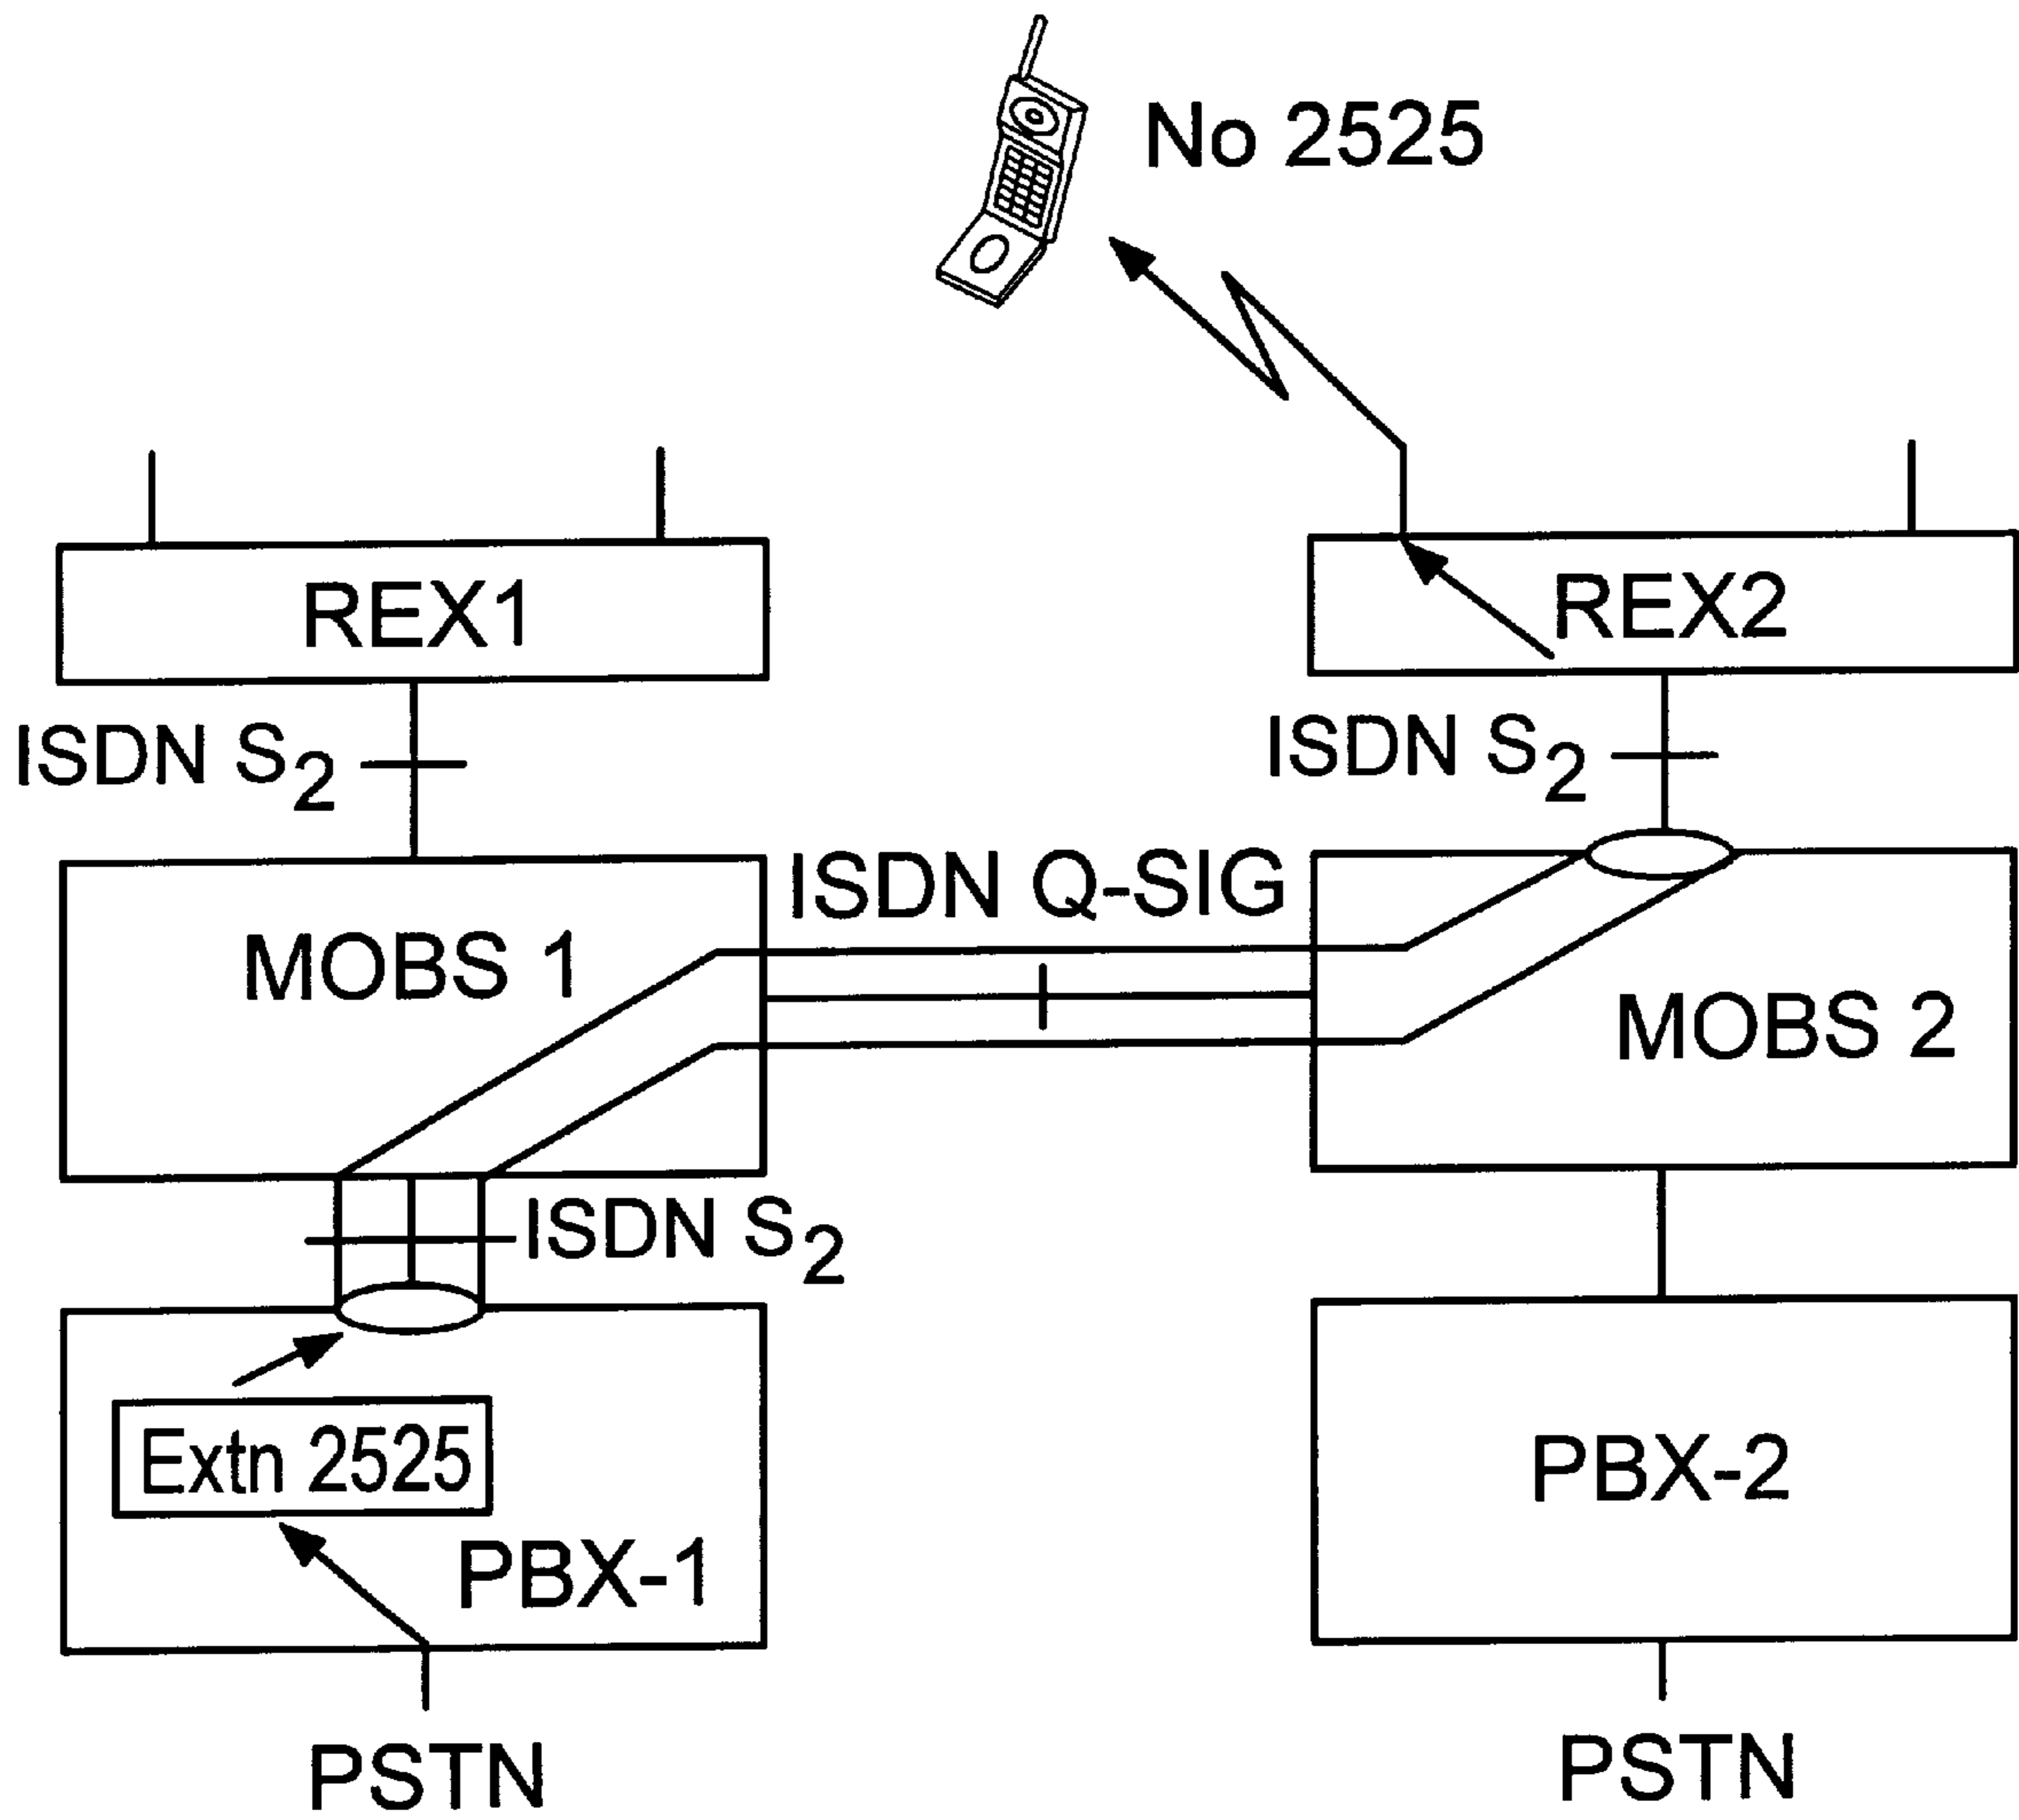 No 2525
REX1
REX2
ISDN S2
ISDN S2
ISDN Q-SIG
MOBS 1
MOBS 2
ISDN S2
Extn 2525
PBX-1
PBX-2
PSTN
PSTN